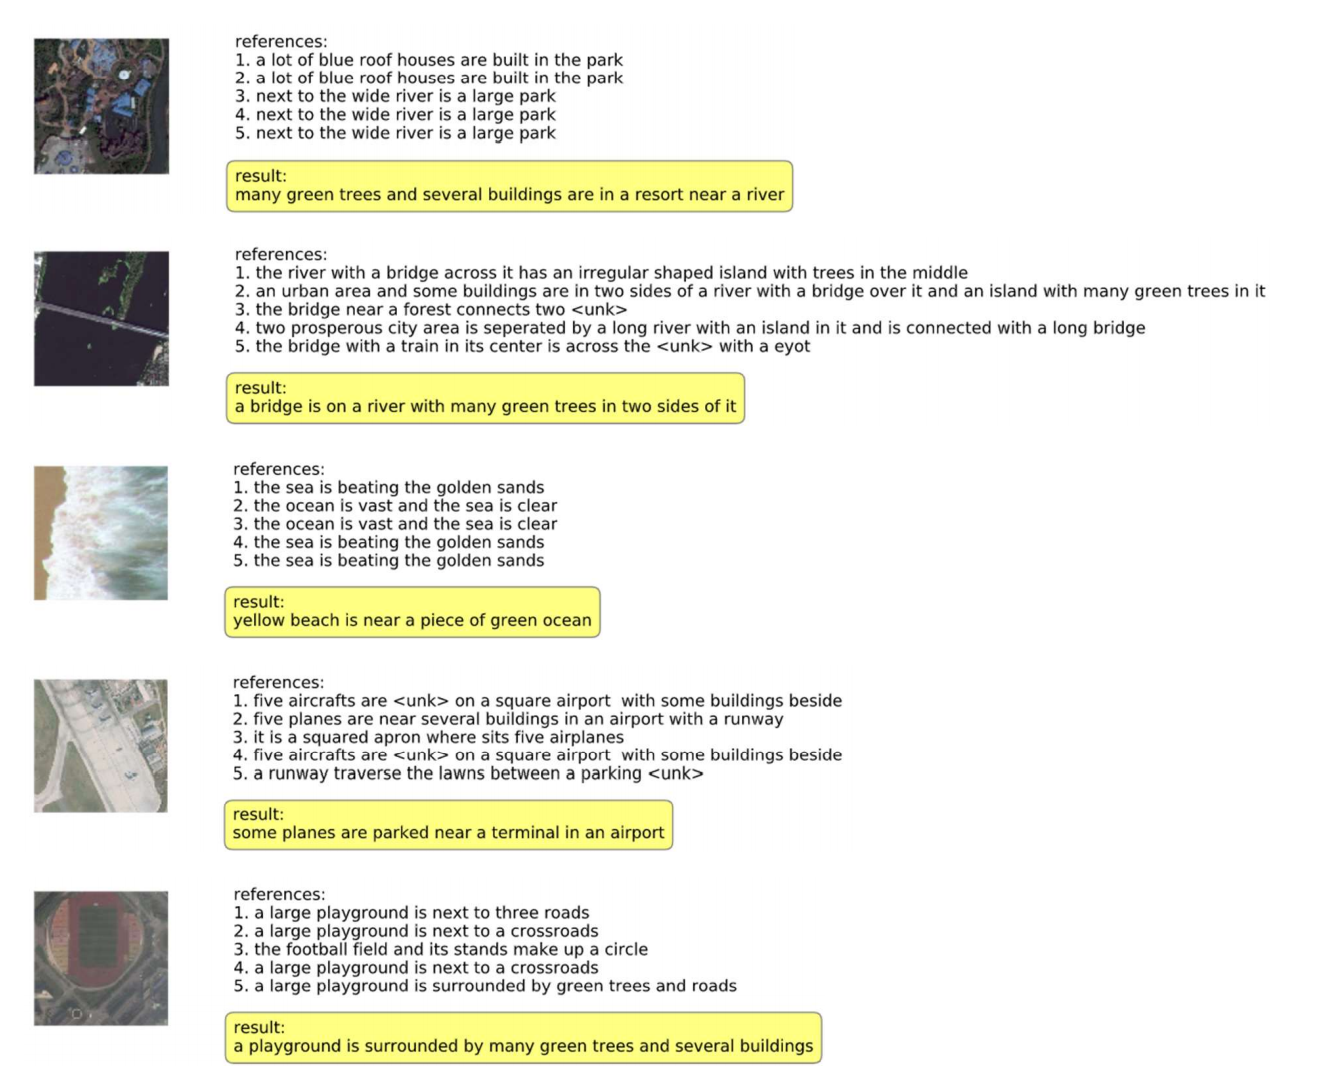 references:
1. a lot of blue roof houses are built in the park
2. a lot of blue roof houses are built in the park
3. next to the wide river is a large park
4. next to the wide river is a large park
5. next to the wide river is a large park
result:
many green trees and several buildings are in a resort near a river
references:
1. the river with a bridge across it has an irregular shaped island with trees in the middle
2. an urban area and some buildings are in two sides of a river with a bridge over it and an island with many green trees in it
3. the bridge near a forest connects two <unk>
4. two prosperous city area is seperated by a long river with an island in it and is connected with a long bridge
5. the bridge with a train in its center is across the <unk> with a eyot
result:
a bridge is on a river with many green trees in two sides of it
references:
1. the sea is beating the golden sands
2. the ocean is vast and the sea is clear
3. the ocean is vast and the sea is clear
4. the sea is beating the golden sands
5. the sea is beating the golden sands
result:
yellow beach is near a piece of green ocean
references:
1. five aircrafts are <unk> on a square airport  with some buildings beside
2. five planes are near several buildings in an airport with a runway
3. it is a squared apron where sits five airplanes
4. five aircrafts are <unk> on a square airport  with some buildings beside
5. a runway traverse the lawns between a parking <unk>
result:
some planes are parked near a terminal in an airport
references:
1. a large playground is next to three roads
2. a large playground is next to a crossroads
3. the football field and its stands make up a circle
4. a large playground is next to a crossroads
5. a large playground is surrounded by green trees and roads
result:
a playground is surrounded by many green trees and several buildings